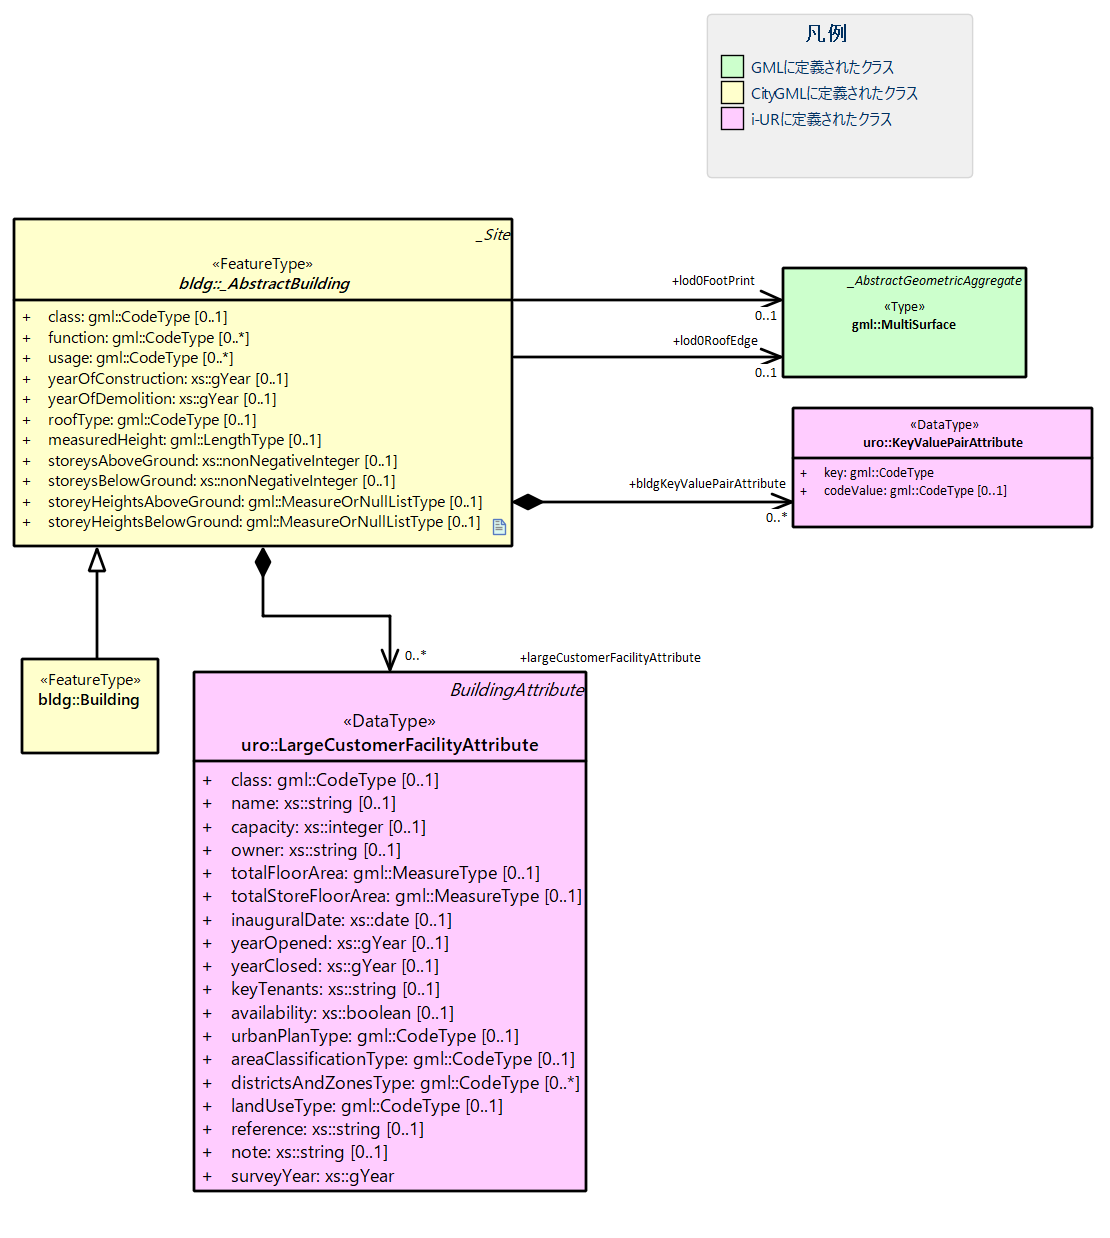 凡例
GMLに定義されたクラス
CityGMLに定義されたクラス
i-URに定義されたクラス
_Site
«FeatureType»
bldg::_AbstractBuilding
+ class: gml::CodeType [0..1]
+ function: gml::CodeType [0..*]
+ usage: gml::CodeType [0..*]
+ yearOfConstruction: xs::gYear [0..1]
+ yearOfDemolition: xs::gYear [0..1]
+ roofType: gml::CodeType [0..1]
+ measuredHeight: gml::LengthType [0..1]
+ storeysAboveGround: xs::nonNegativeInteger [0..1]
+ storeysBelowGround: xs::nonNegativeInteger [0..1]
+ storeyHeightsAboveGround: gml::MeasureOrNullListType [0..1]
+ storeyHeightsBelowGround: gml::MeasureOrNullListType [0..1]
+lod0FootPrint
0..1
+lod0RoofEdge
0..1
_AbstractGeometricAggregate
«Type»
gml::MultiSurface
+bldgKeyValuePairAttribute
0..*
«DataType»
uro::KeyValuePairAttribute
+ key: gml::CodeType
+ codeValue: gml::CodeType [0..1]
«FeatureType»
bldg::Building
0..*
+largeCustomerFacilityAttribute
BuildingAttribute
«DataType»
uro::LargeCustomerFacilityAttribute
+ class: gml::CodeType [0..1]
+ name: xs::string [0..1]
+ capacity: xs::integer [0..1]
+ owner: xs::string [0..1]
+ totalFloorArea: gml::MeasureType [0..1]
+ totalStoreFloorArea: gml::MeasureType [0..1]
+ inauguralDate: xs::date [0..1]
+ yearOpened: xs::gYear [0..1]
+ yearClosed: xs::gYear [0..1]
+ keyTenants: xs::string [0..1]
+ availability: xs::boolean [0..1]
+ urbanPlanType: gml::CodeType [0..1]
+ areaClassificationType: gml::CodeType [0..1]
+ districtsAndZonesType: gml::CodeType [0..*]
+ landUseType: gml::CodeType [0..1]
+ reference: xs::string [0..1]
+ note: xs::string [0..1]
+ surveyYear: xs::gYear